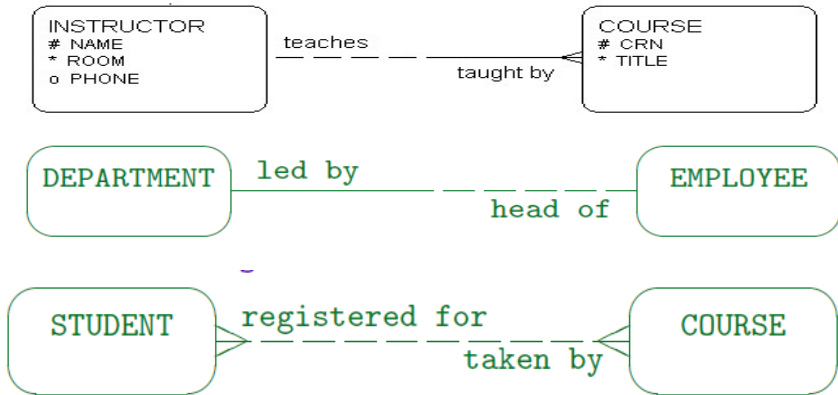 INSTRUCTOR
# NAME
* ROOM
o PHONE
teaches
taught by
COURSE
# CRN
* TITLE
DEPARTMENT
led by
head of
EMPLOYEE
STUDENT
registered for
taken by
COURSE